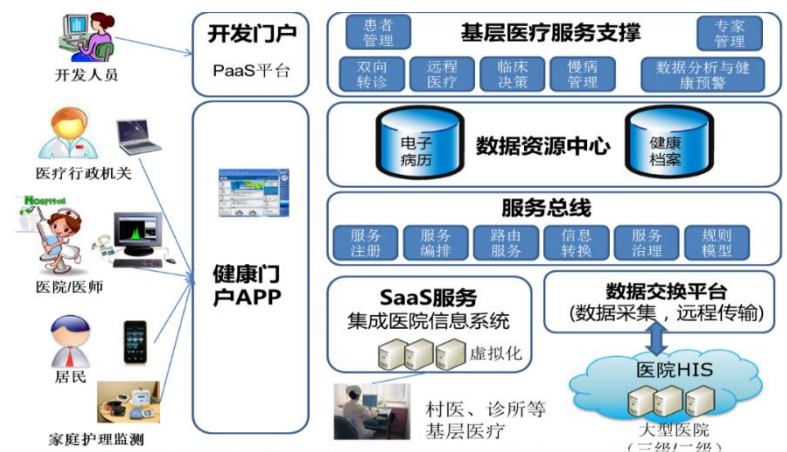 开发人员
医疗行政机关
Hospital
医院/医师
居民
家庭护理监测
开发门户
PaaS平台
健康门
户APP
患者
管理
基层医疗服务支撑
专家
管理
双向
转诊
远程
医疗
临床
决策
慢病
管理
数据分析与健
康预警
电子
病历
数据资源中心
健康
档案
服务总线
服务
注册
服务
编排
路由
服务
信息
转换
服务
治理
规则
模型
SaaS服务
集成医院信息系统
虚拟化
村医、诊所等
基层医疗
数据交换平台
(数据采集，远程传输)
医院HIS
大型医院
（三级/二级）